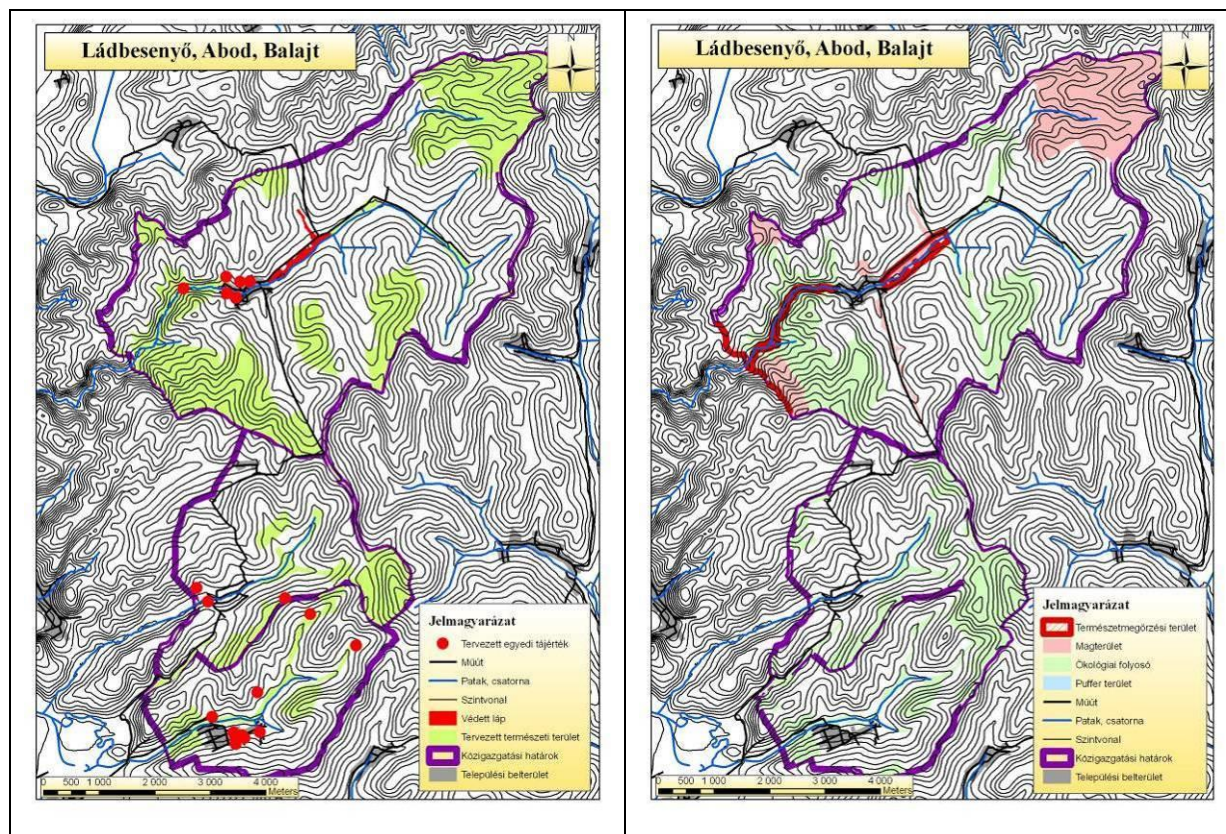 Ládbesenyő, Abod, Balajt
N
Jelmagyarázat
Tervezett egyedi tájérték
Műút
Patak, csatorna
Szintvonal
Védett láp
Tervezett természeti terület
Közigazgatási határok
Települési belterület
0 500 1 000 2 000 3 000 4 000
Meters
Ládbesenyő, Abod, Balajt
N
Jelmagyarázat
Természetmegőrzési terület
Magterület
Ökológiai folyosó
Puffer terület
Műút
Patak, csatorna
Szintvonal
Közigazgatási határok
Települési belterület
0 500 1 000 2 000 3 000 4 000
Meters